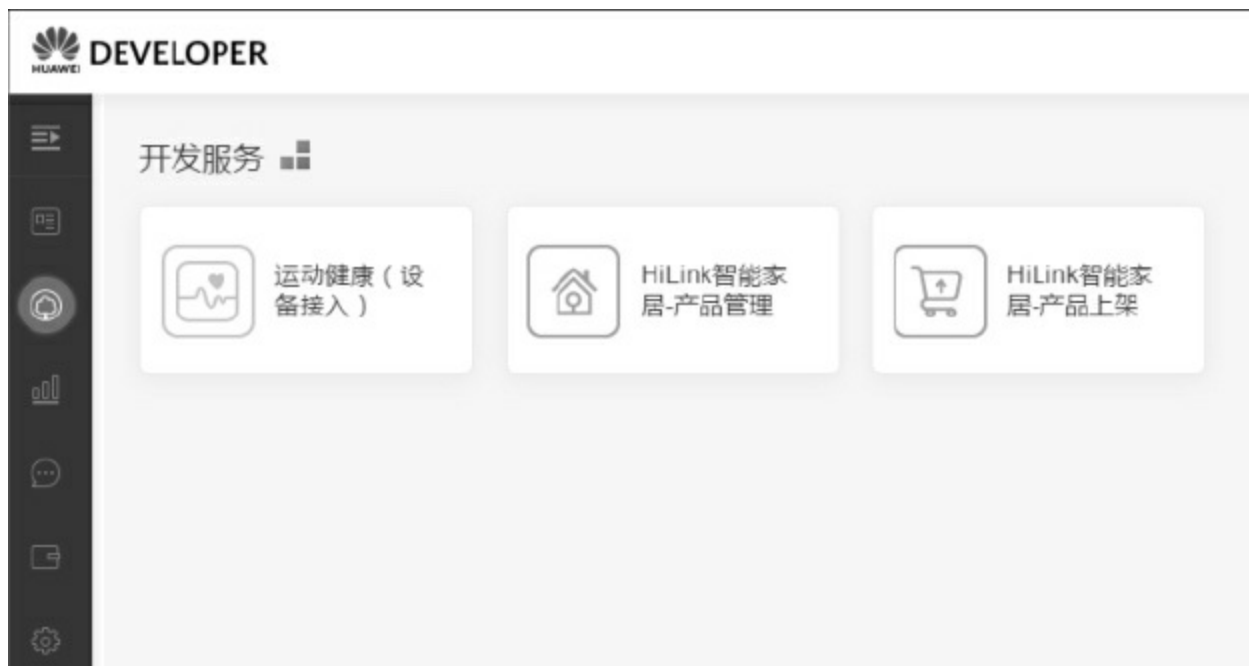 HUAWEI DEVELOPER
开发服务
运动健康（设
备接入）
HiLink智能家
居-产品管理
HiLink智能家
居-产品上架